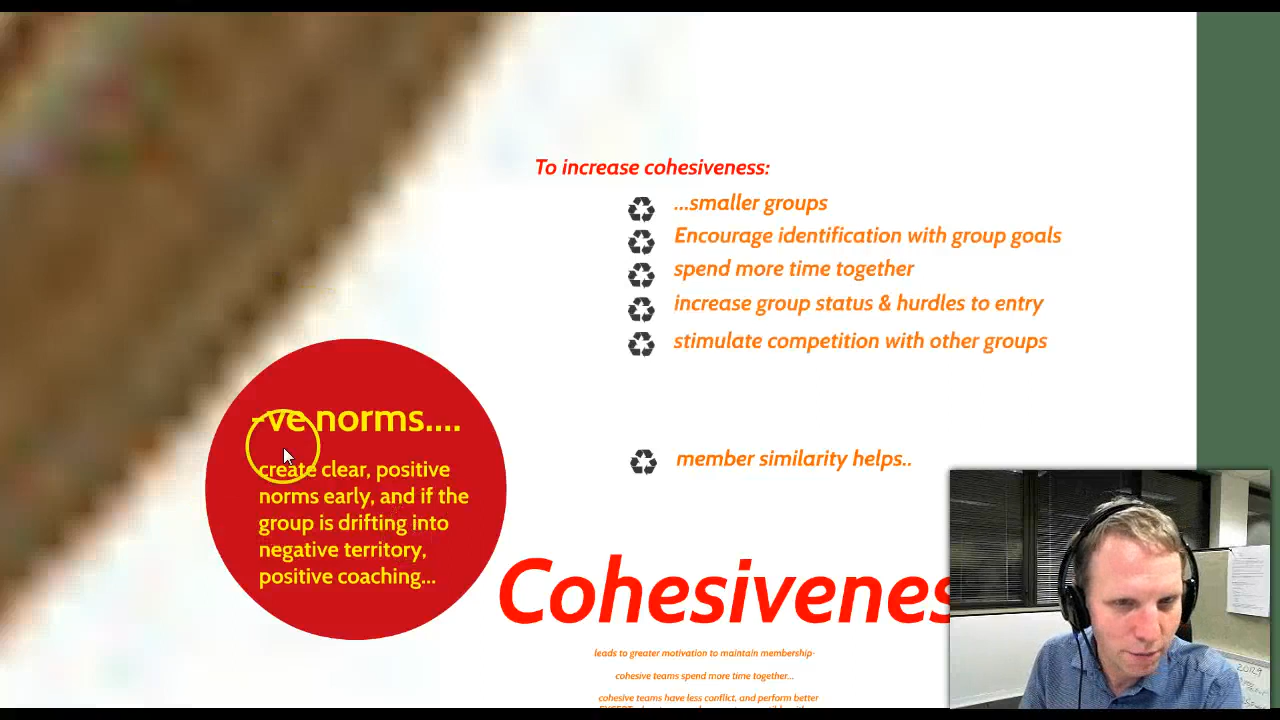 To increase cohesiveness:
...smaller groups
Encourage identification with group goals
spend more time together
increase group status & hurdles to entry
stimulate competition with other groups
-ve norms....
create clear, positive
norms early, and if the
group is drifting into
negative territory,
positive coaching...
member similarity helps..
Cohesivenes
leads to greater motivation to maintain membership-
cohesive teams spend more time together...
cohesive teams have less conflict, and perform better